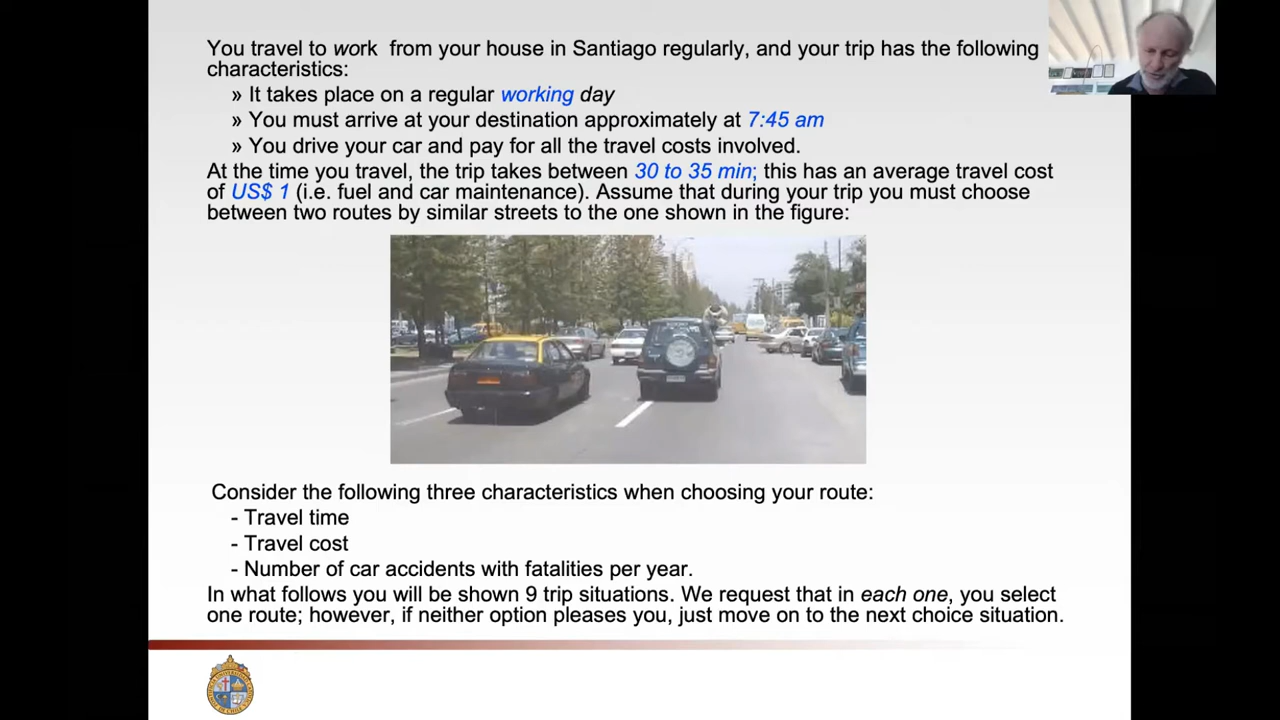 You travel to work from your house in Santiago regularly, and your trip has the following
characteristics:
» It takes place on a regular working day
» You must arrive at your destination approximately at 7:45 am
» You drive your car and pay for all the travel costs involved.
At the time you travel, the trip takes between 30 to 35 min; this has an average travel cost
of US$ 1 (i.e. fuel and car maintenance). Assume that during your trip you must choose
between two routes by similar streets to the one shown in the figure:
Consider the following three characteristics when choosing your route:
- Travel time
- Travel cost
- Number of car accidents with fatalities per year.
In what follows you will be shown 9 trip situations. We request that in each one, you select
one route; however, if neither option pleases you, just move on to the next choice situation.